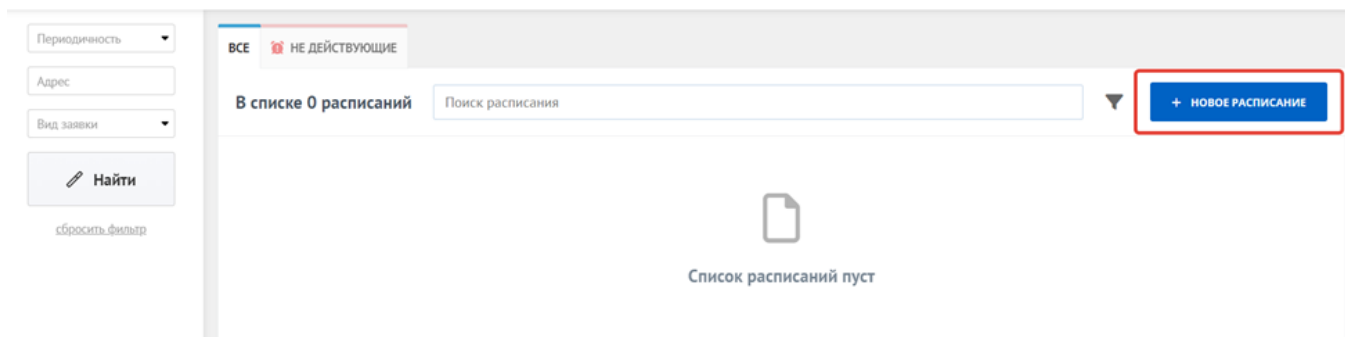 Периодичность
Адрес
Вид заявки
Найти
сбросить фильтр
ВСЕ
НЕ ДЕЙСТВУЮЩИЕ
В списке 0 расписаний
Поиск расписания
+ НОВОЕ РАСПИСАНИЕ
Список расписаний пуст